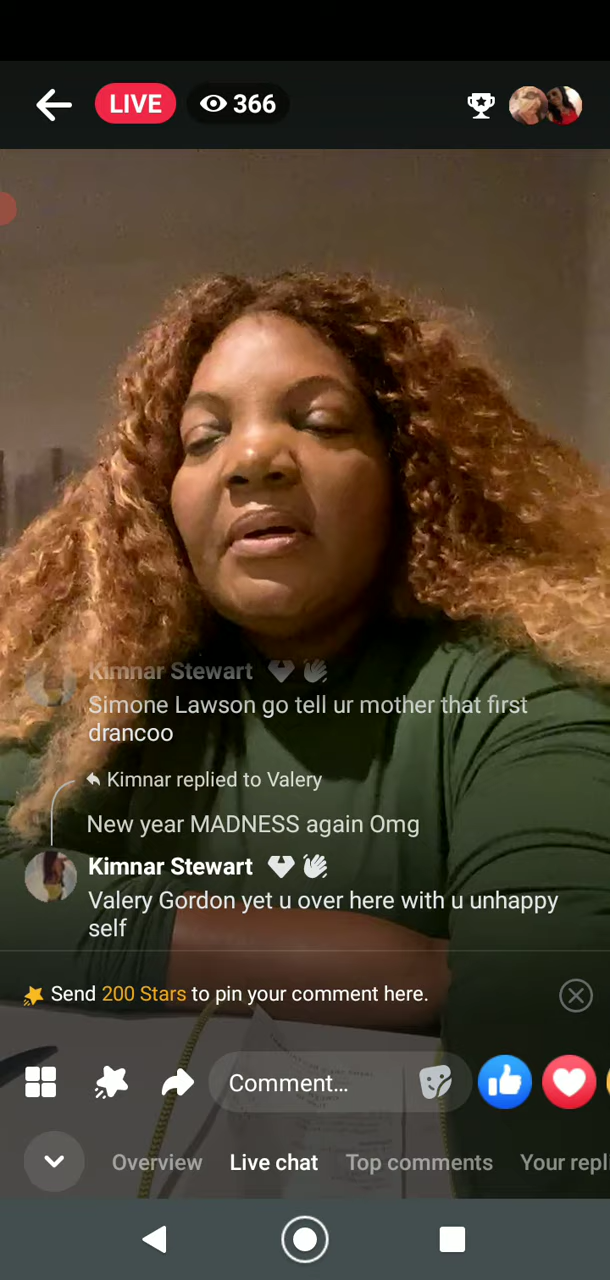 LIVE 366
Kimnar Stewart
Simone Lawson go tell ur mother that first
drancoo
Kimnar replied to Valery
New year MADNESS again Omg
Kimnar Stewart
Valery Gordon yet u over here with u unhappy
self
Send 200 Stars to pin your comment here.
Comment...
Overview Live chat Top comments Your repl